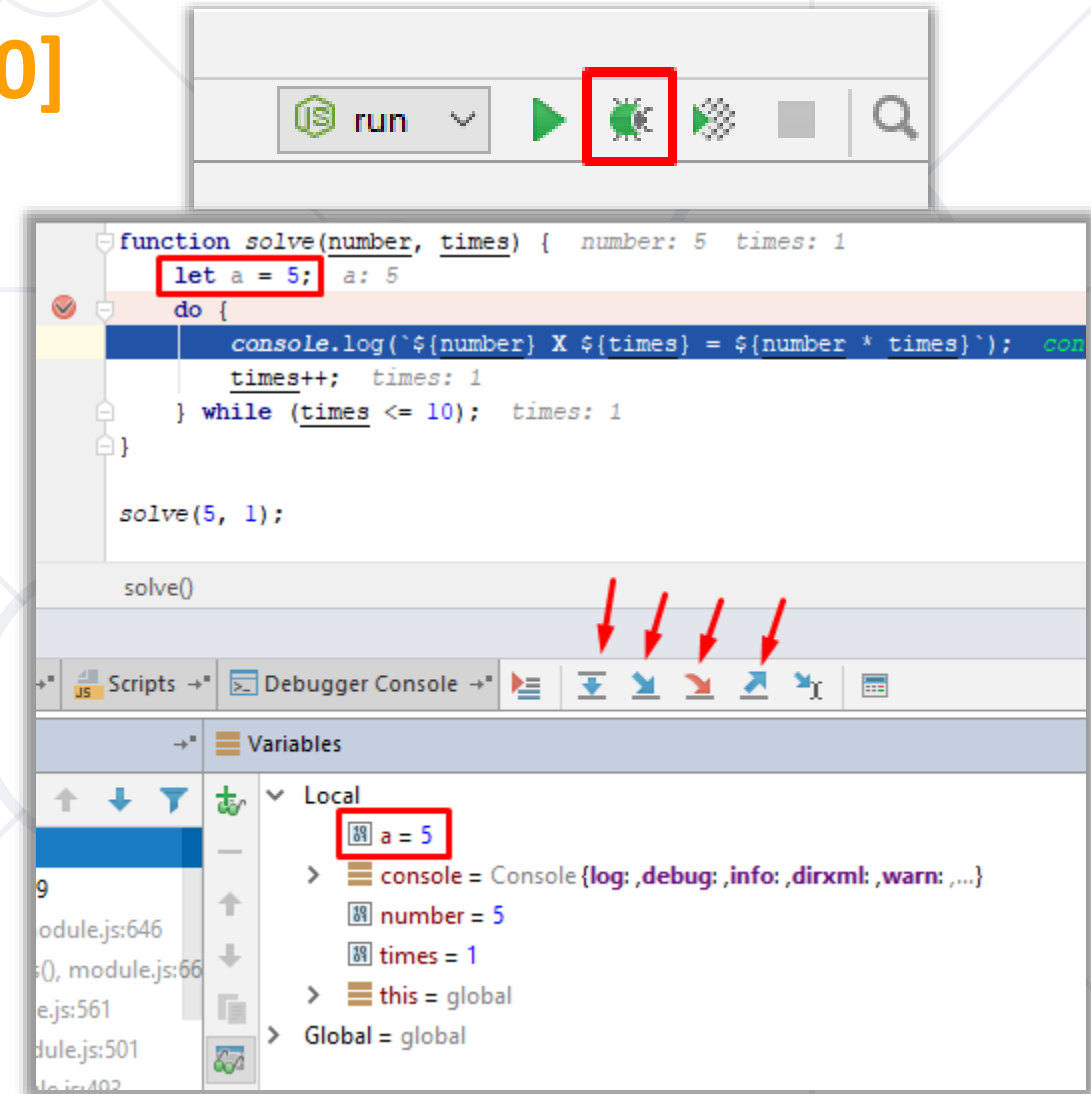 0]
run
function solve(number, times) {  number: 5  times: 1
let a = 5;  a: 5
do {
console.log(`${number} X ${times} = ${number * times}`);  con
times++;  times: 1
} while (times <= 10);  times: 1
}
solve(5, 1);
solve()
JS Scripts Debugger Console
Variables
Local
a = 5
9
console = Console {log: ,debug: ,info: ,dirxml: ,warn: ,...}
odule.js:646
number = 5
s(), module.js:66
times = 1
e.js:561
this = global
dule.js:501
Global = global